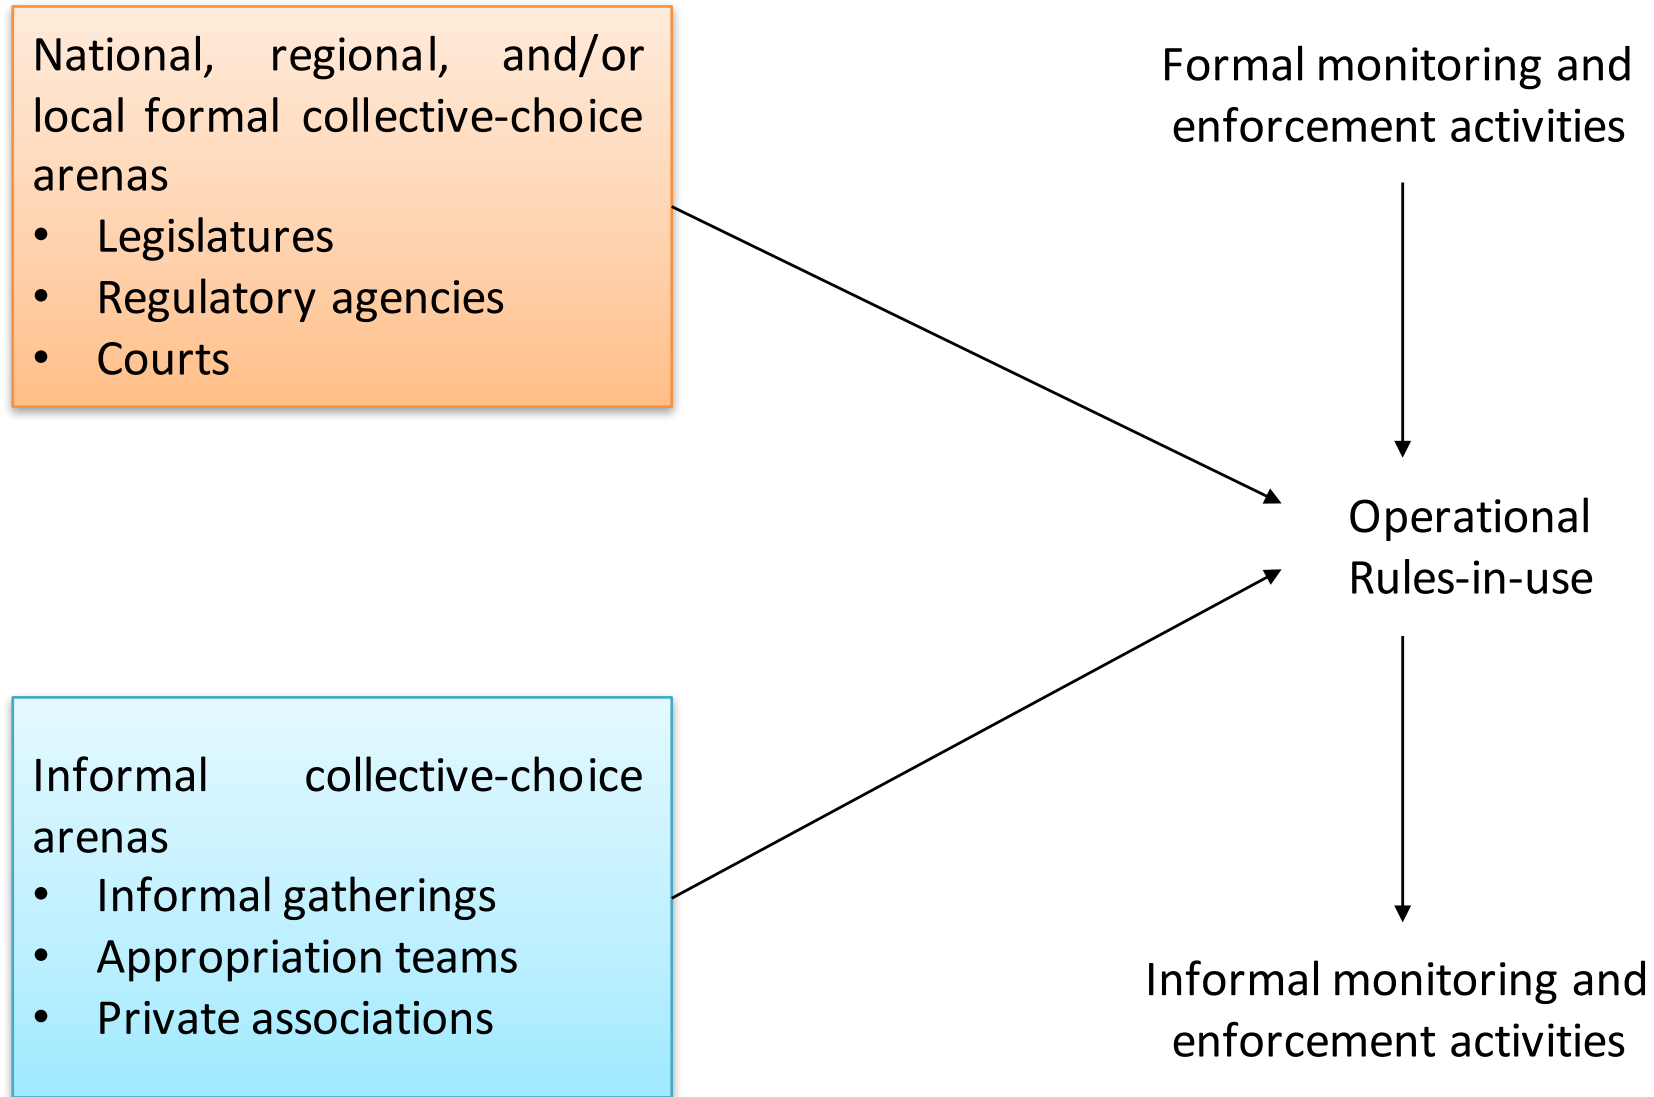 National, regional, and/or
local formal collective-choice
arenas
• Legislatures
• Regulatory agencies
• Courts
Formal monitoring and
enforcement activities
Operational
Rules-in-use
Informal collective-choice
arenas
• Informal gatherings
• Appropriation teams
• Private associations
Informal monitoring and
enforcement activities